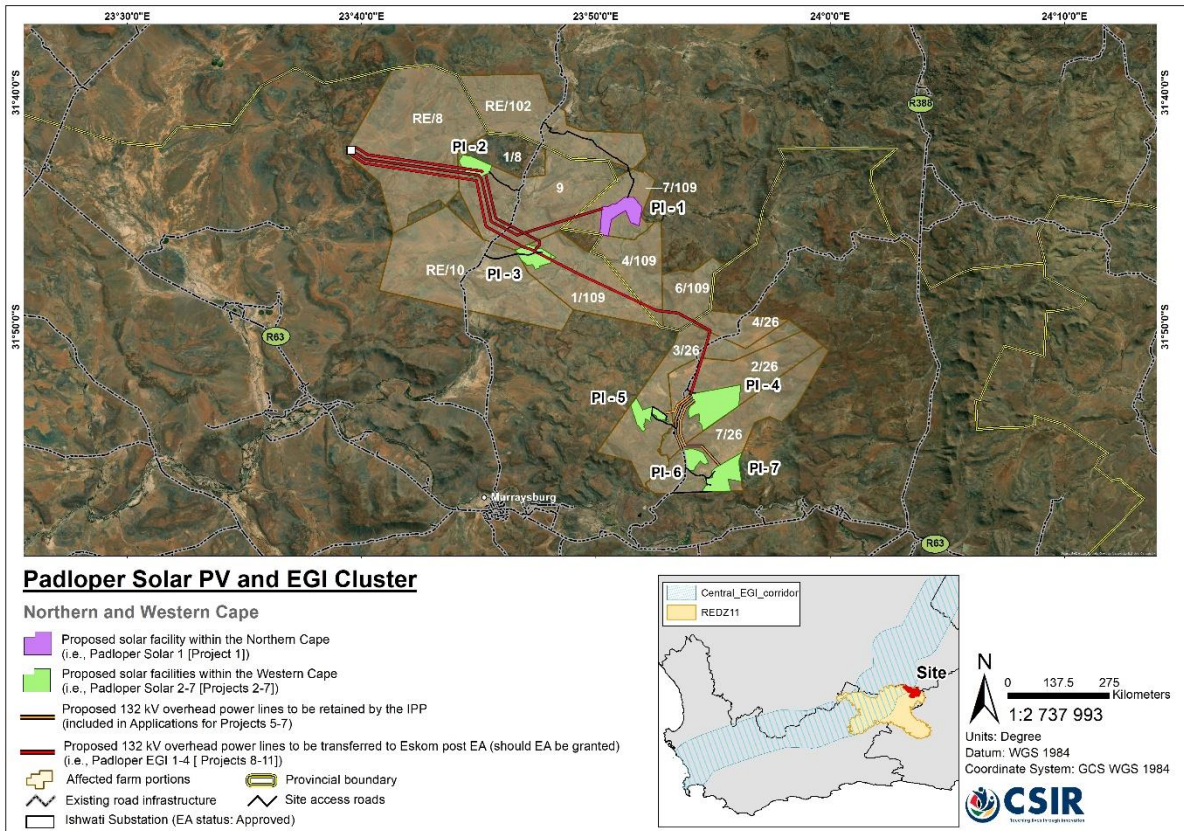 23°30'0"E
23°40'0"E
23°50'0"E
24°0'0"E
24°10'0"E
31°40'0"S
31°40'0"S
R388
RE/8
RE/102
PI - 2
1/8
9
7/109
PI - 1
RE/10
PI - 3
4/109
1/109
6/109
31°50'0"S
31°50'0"S
R63
4/26
3/26
2/26
PI - 5
PI - 4
7/26
PI - 6
PI - 7
Murraysburg
R63
Padloper Solar PV and EGI Cluster
Northern and Western Cape
Proposed solar facility within the Northern Cape
(i.e., Padloper Solar 1 [Project 1])
Proposed solar facilities within the Western Cape
(i.e., Padloper Solar 2-7 [Projects 2-7])
Proposed 132 kV overhead power lines to be retained by the IPP
(included in Applications for Projects 5-7)
Proposed 132 kV overhead power lines to be transferred to Eskom post EA (should EA be granted)
(i.e., Padloper EGI 1-4 [ Projects 8-11])
Affected farm portions
Provincial boundary
Existing road infrastructure
Site access roads
Ishwati Substation (EA status: Approved)
Central_EGI_corridor
REDZ11
Site
N
0 137.5 275
Kilometers
1:2 737 993
Units: Degree
Datum: WGS 1984
Coordinate System: GCS WGS 1984
CSIR
Touching lives through innovation